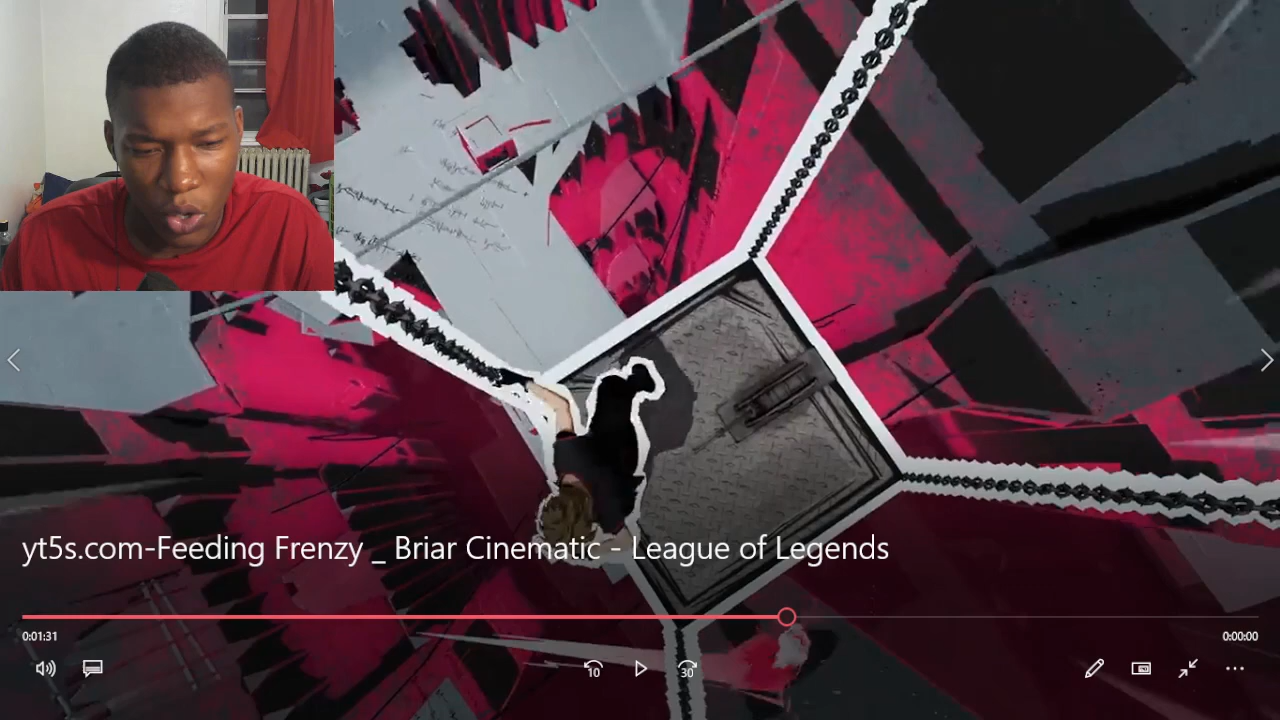 yt5s.com-Feeding Frenzy _ Briar Cinematic - League of Legends
0:01:31
0:00:00
10
30